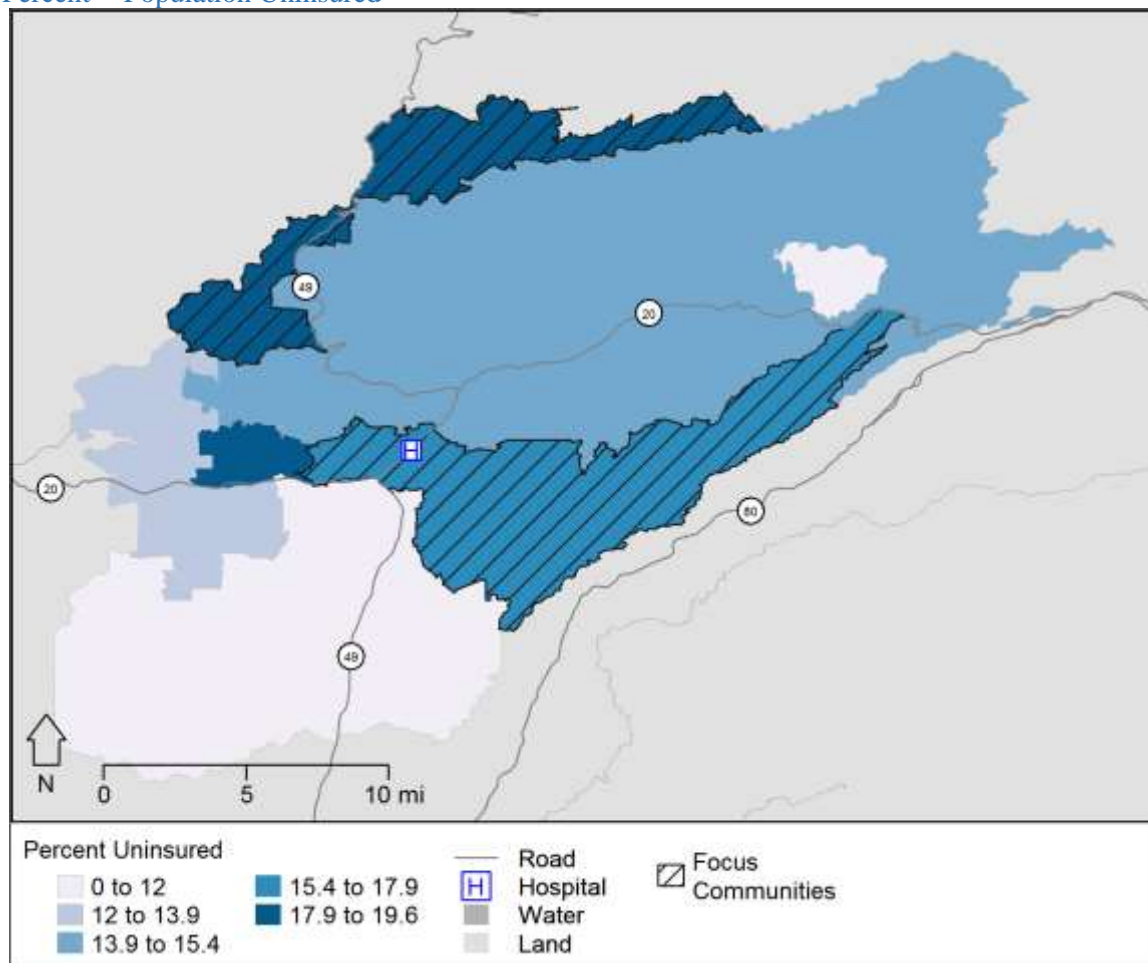 Percent – Population Uninsured
49
20
20
80
49
N
0 5 10 mi
Percent Uninsured
0 to 12
12 to 13.9
13.9 to 15.4
15.4 to 17.9
17.9 to 19.6
Road
H Hospital
Water
Land
Focus
Communities
H